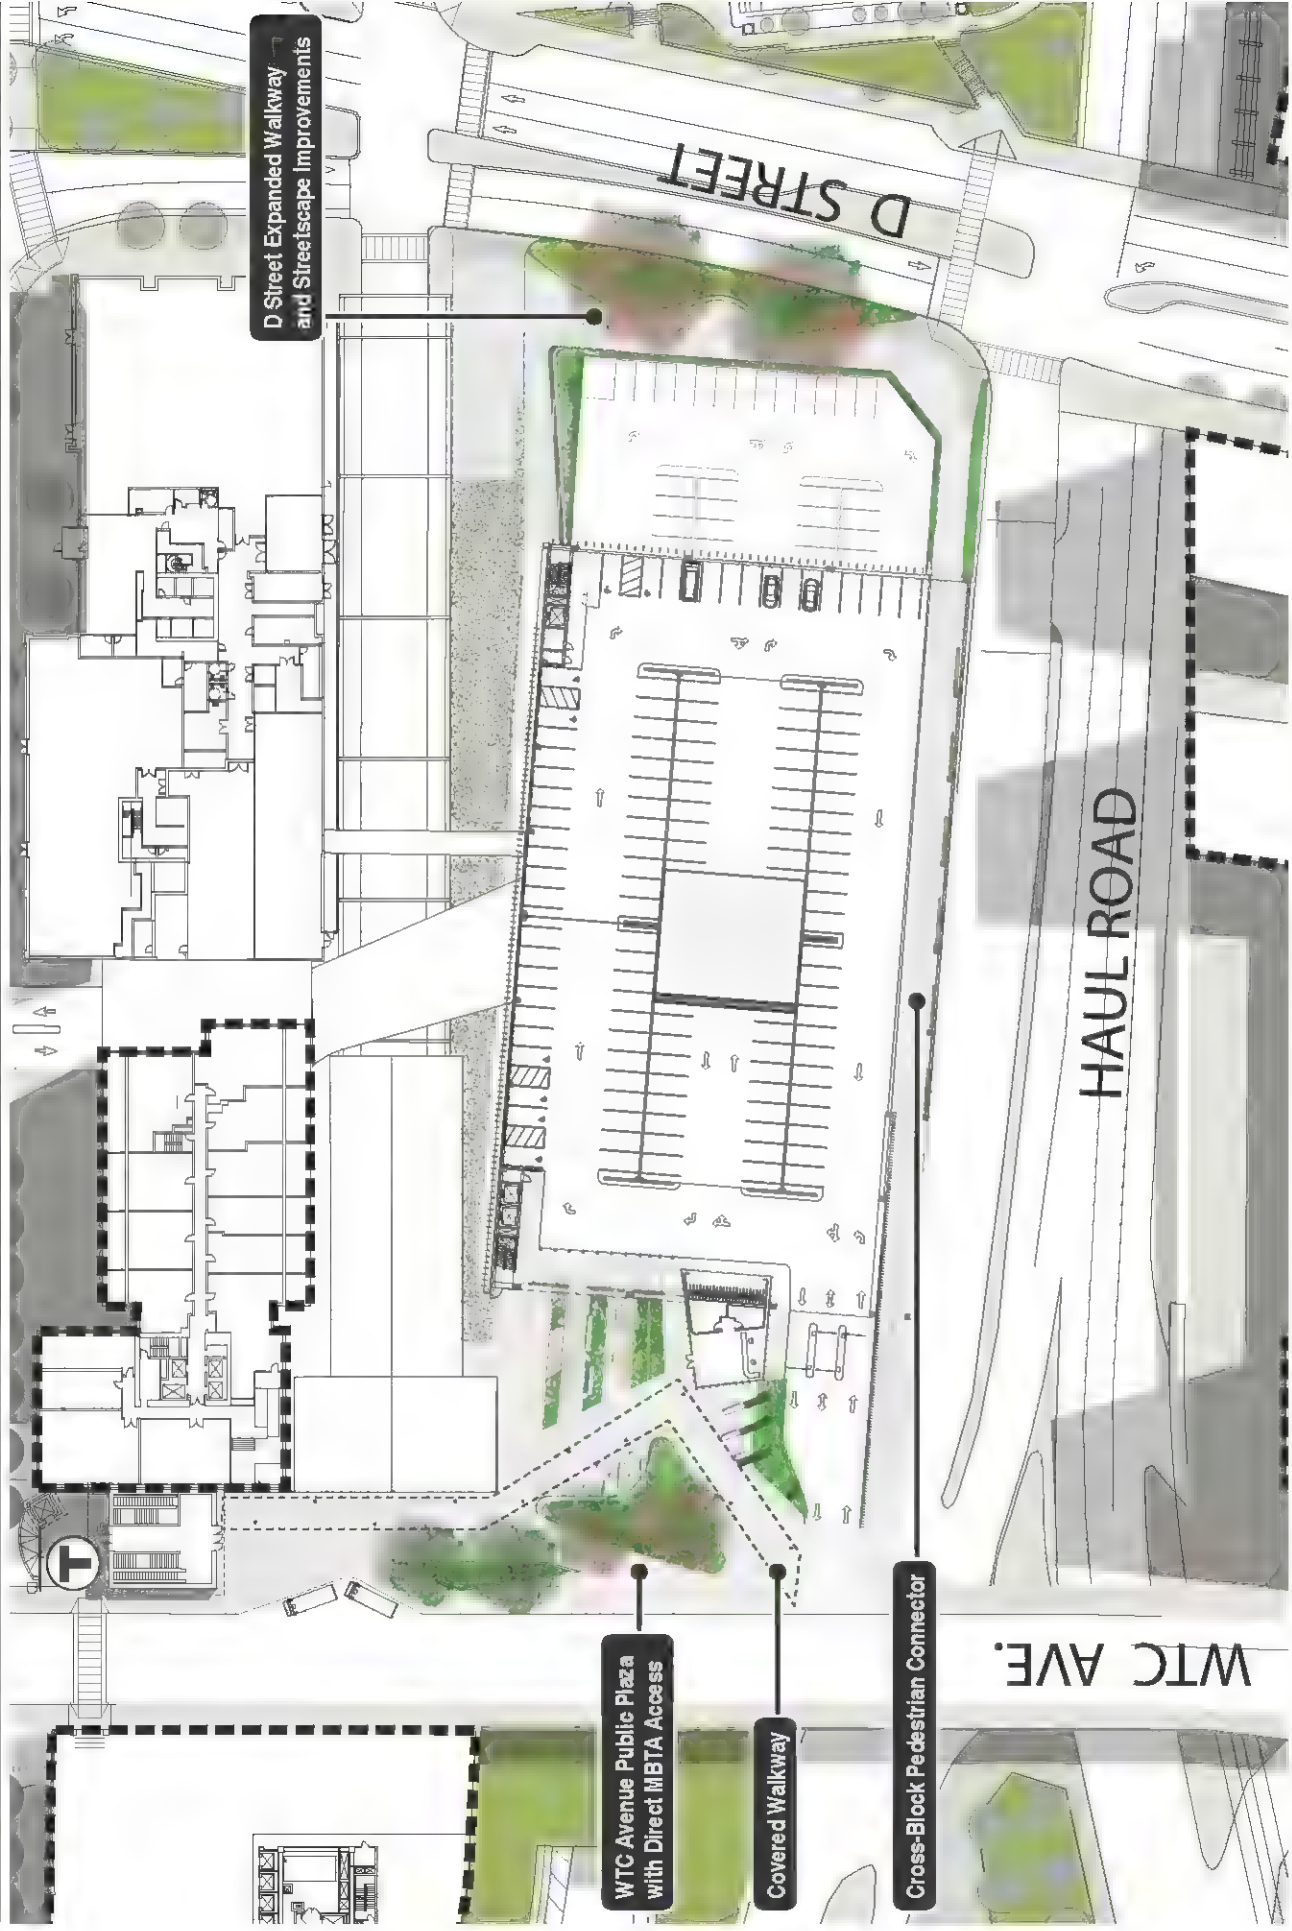 D Street Expanded Walkway
and Streetscape Improvements
D STREET
HAUL ROAD
T
WTC AVE.
WTC Avenue Public Plaza
with Direct MBTA Access
Covered Walkway
Cross-Block Pedestrian Connector